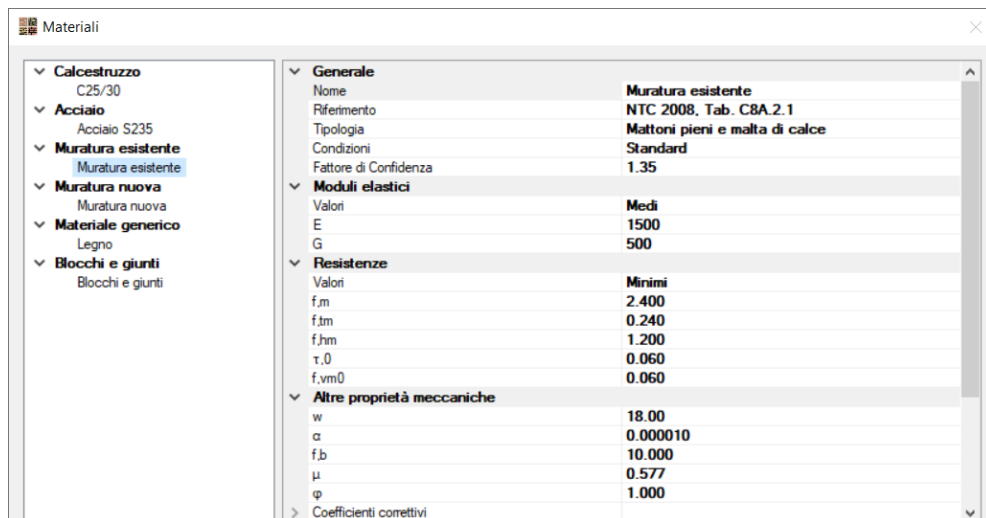 Materiali
Calcestruzzo
C25/30
Acciaio
Acciaio S235
Muratura esistente
Muratura esistente
Muratura nuova
Muratura nuova
Materiale generico
Legno
Blocchi e giunti
Blocchi e giunti
Generale
Nome Muratura esistente
Riferimento NTC 2008, Tab. C8A.2.1
Tipologia Mattoni pieni e malta di calce
Condizioni Standard
Fattore di Confidenza 1.35
Moduli elastici
Valori Medi
E 1500
G 500
Resistenze
Valori Minimi
f,m 2.400
f,tm 0.240
f,hm 1.200
τ,0 0.060
f,vm0 0.060
Altre proprietà meccaniche
w 18.00
α 0.000010
f,b 10.000
μ 0.577
φ 1.000
Coefficienti correttivi